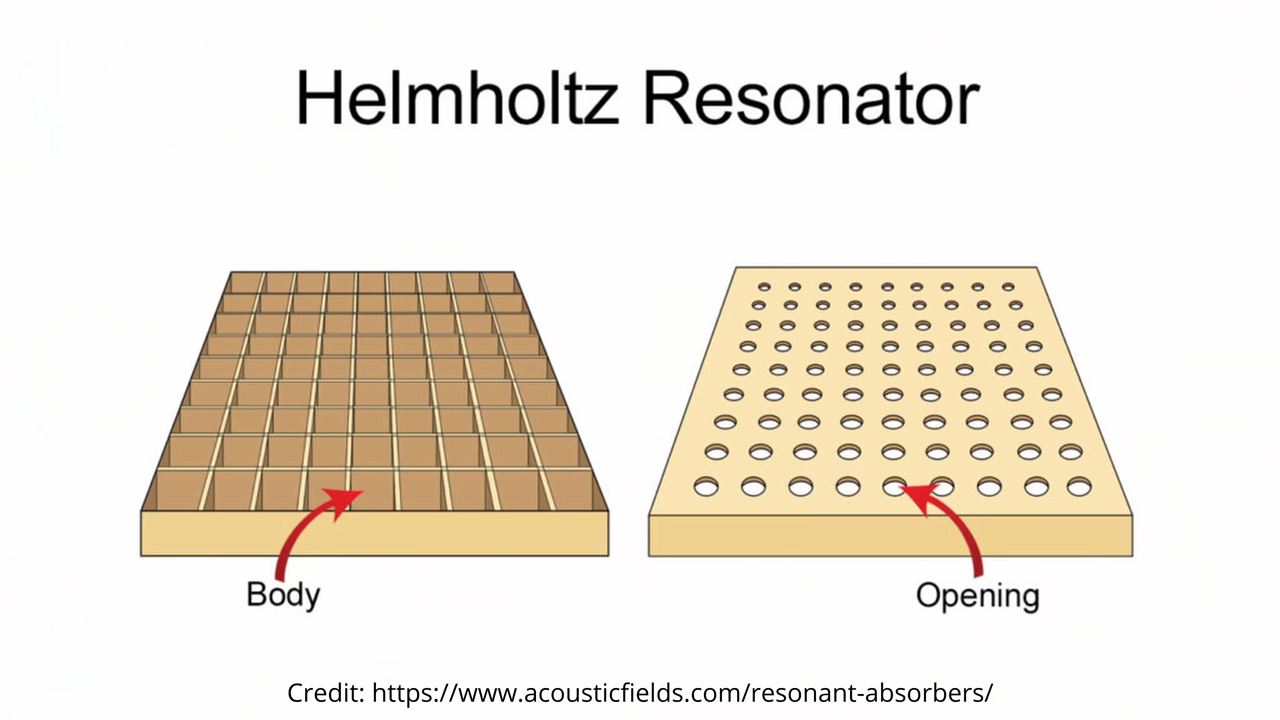 Helmholtz Resonator
Body
Opening
Credit: https://www.acousticfields.com/resonant-absorbers/